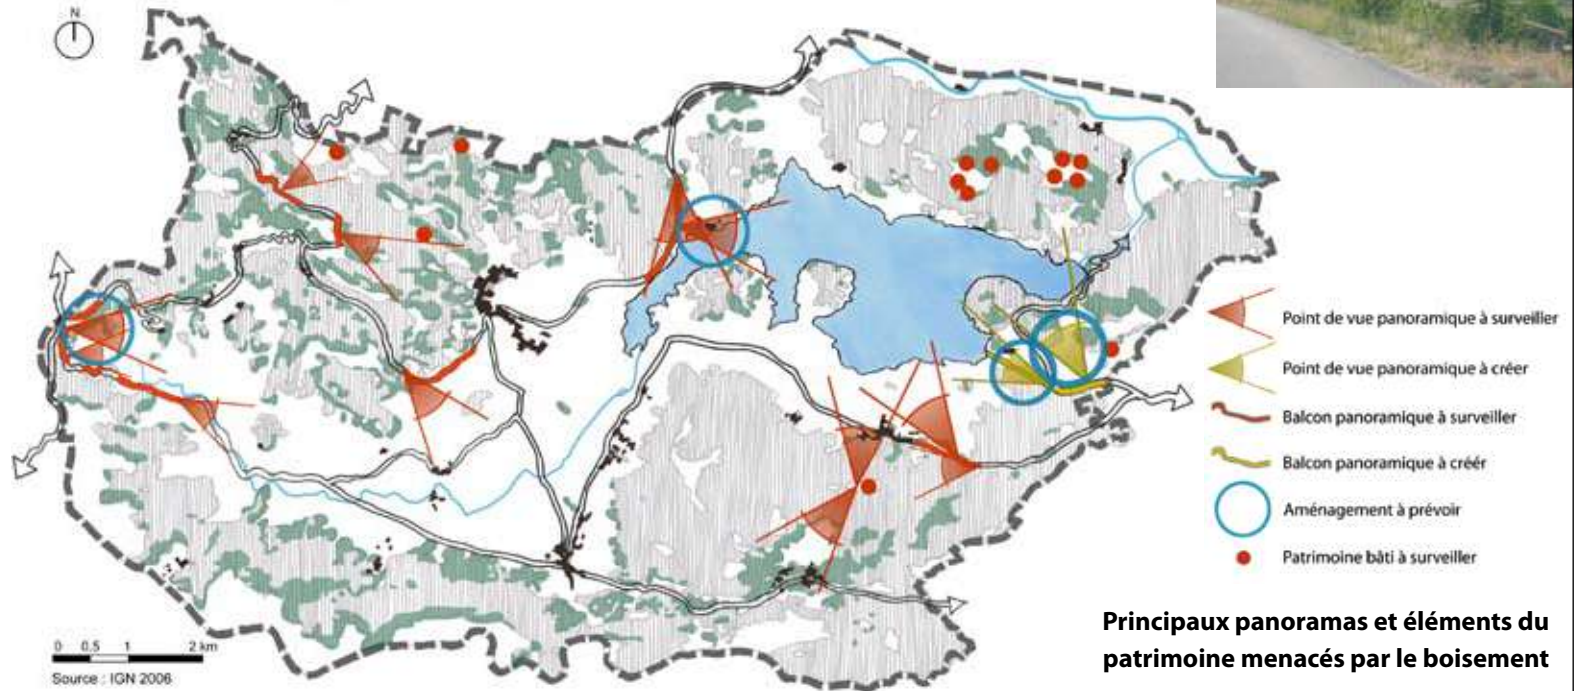 N
Point de vue panoramique à surveiller
Point de vue panoramique à créer
Balcon panoramique à surveiller
Balcon panoramique à créér
Aménagement à prévoir
Patrimoine bâti à surveiller
Principaux panoramas et éléments du
patrimoine menacés par le boisement
0 0.5 1 2 km
Source : IGN 2006